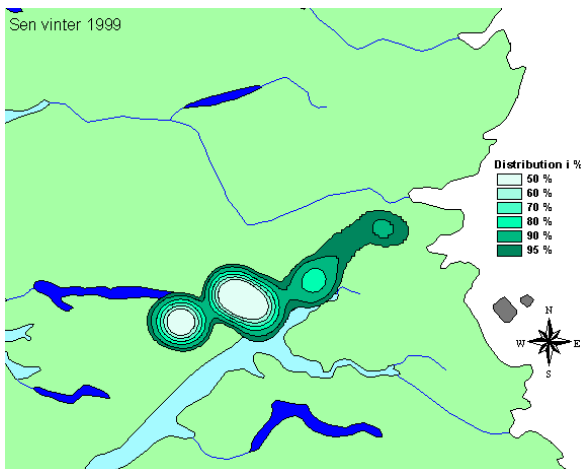 Sen vinter 1999
Distribution i %
50 %
60 %
70 %
80 %
90 %
95 %
N
W E
S